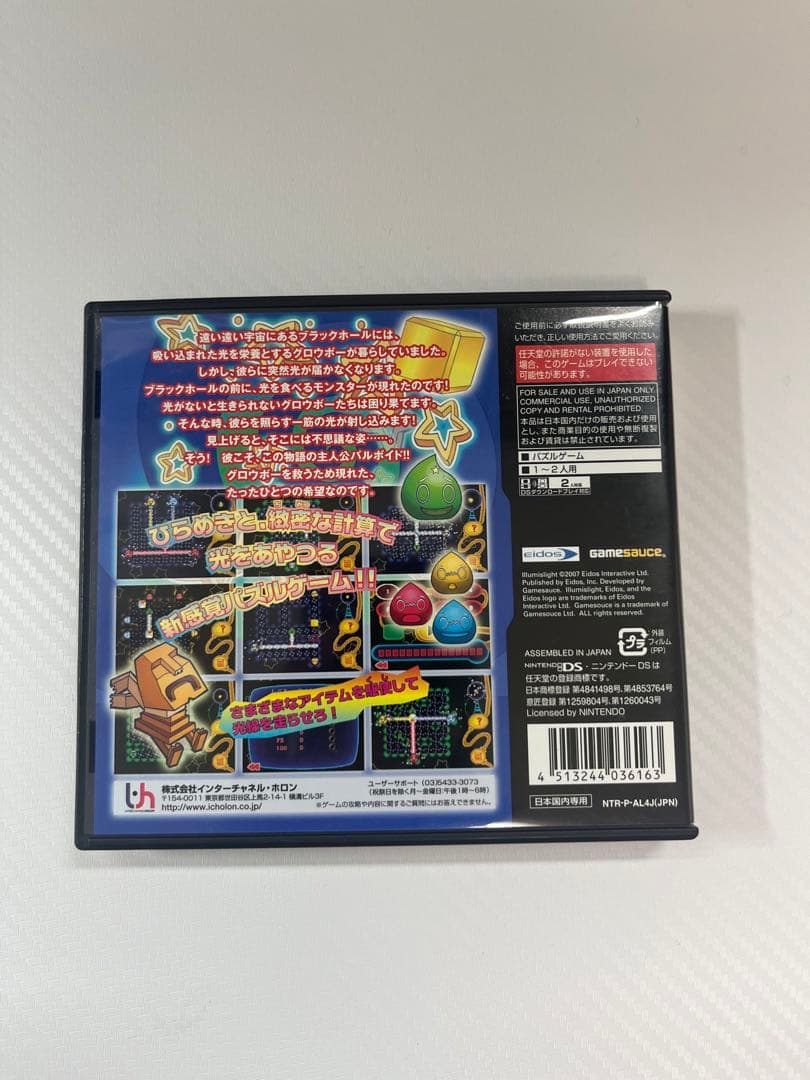 遠い遠い宇宙にあるブラックホールには、
吸い込まれた光を栄養とするグロウボーが暮らしていました。
しかし、彼らに突然光が届かなくなります。
ブラックホールの前に、光を食べるモンスターが現れたのです!
光がないと生きられないグロウボーたちは困り果てます。
そんな時、彼らを照らす一筋の光が射し込みます!
見上げると、そこには不思議な姿……。
そう! 彼こそ、この物語の主人公バルボイド!!
グロウボーを救うため現れた、
たったひとつの希望なのです。
ひらめきと、緻密な計算で
光をあやつる
新感覚パズルゲーム!!
さまざまなアイテムを駆使して
光線を走らせろ!
75 0
100 0
株式会社インターチャネル・ホロン
〒154-0011 東京都世田谷区上馬2-14-1 横溝ビル3F
http://www.icholon.co.jp/
ユーザーサポート (03)5433-3073
(祝祭日を除く月〜金曜日:午後1時〜6時)
※ゲームの攻略や内容に関するご質問にはお答えできません。
ご使用前に必ず取扱説明書をよくお読み
いただき、正しい使用方法でご愛用ください。
任天堂の許諾がない装置を使用した
場合、このゲームはプレイできない
可能性があります。
FOR SALE AND USE IN JAPAN ONLY.
COMMERCIAL USE, UNAUTHORIZED
COPY AND RENTAL PROHIBITED.
本品は日本国内だけの販売および使用
とし、また商業目的の使用や無断複製
および賃貸は禁止されています。
■パズルゲーム
■1〜2人用
2人対戦
DSダウンロードプレイ対応
eidos
GAMESAUCE
Illumislight ©2007 Eidos Interactive Ltd.
Published by Eidos, Inc. Developed by
Gamesauce. Illumislight, Eidos, and the
Eidos logo are trademarks of Eidos
Interactive Ltd. Gamesouce is a trademark of
Gamesouce Ltd. ALL rights reserved.
ASSEMBLED IN JAPAN
プラ
外装
フィルム
(PP)
NINTENDO DS・ニンテンドーDSは
任天堂の登録商標です。
日本商標登録 第4841498号、第4853764号
意匠登録 第1259804号、第1260043号
Licensed by NINTENDO
4 513244 036163
日本国内専用
NTR-P-AL4J(JPN)